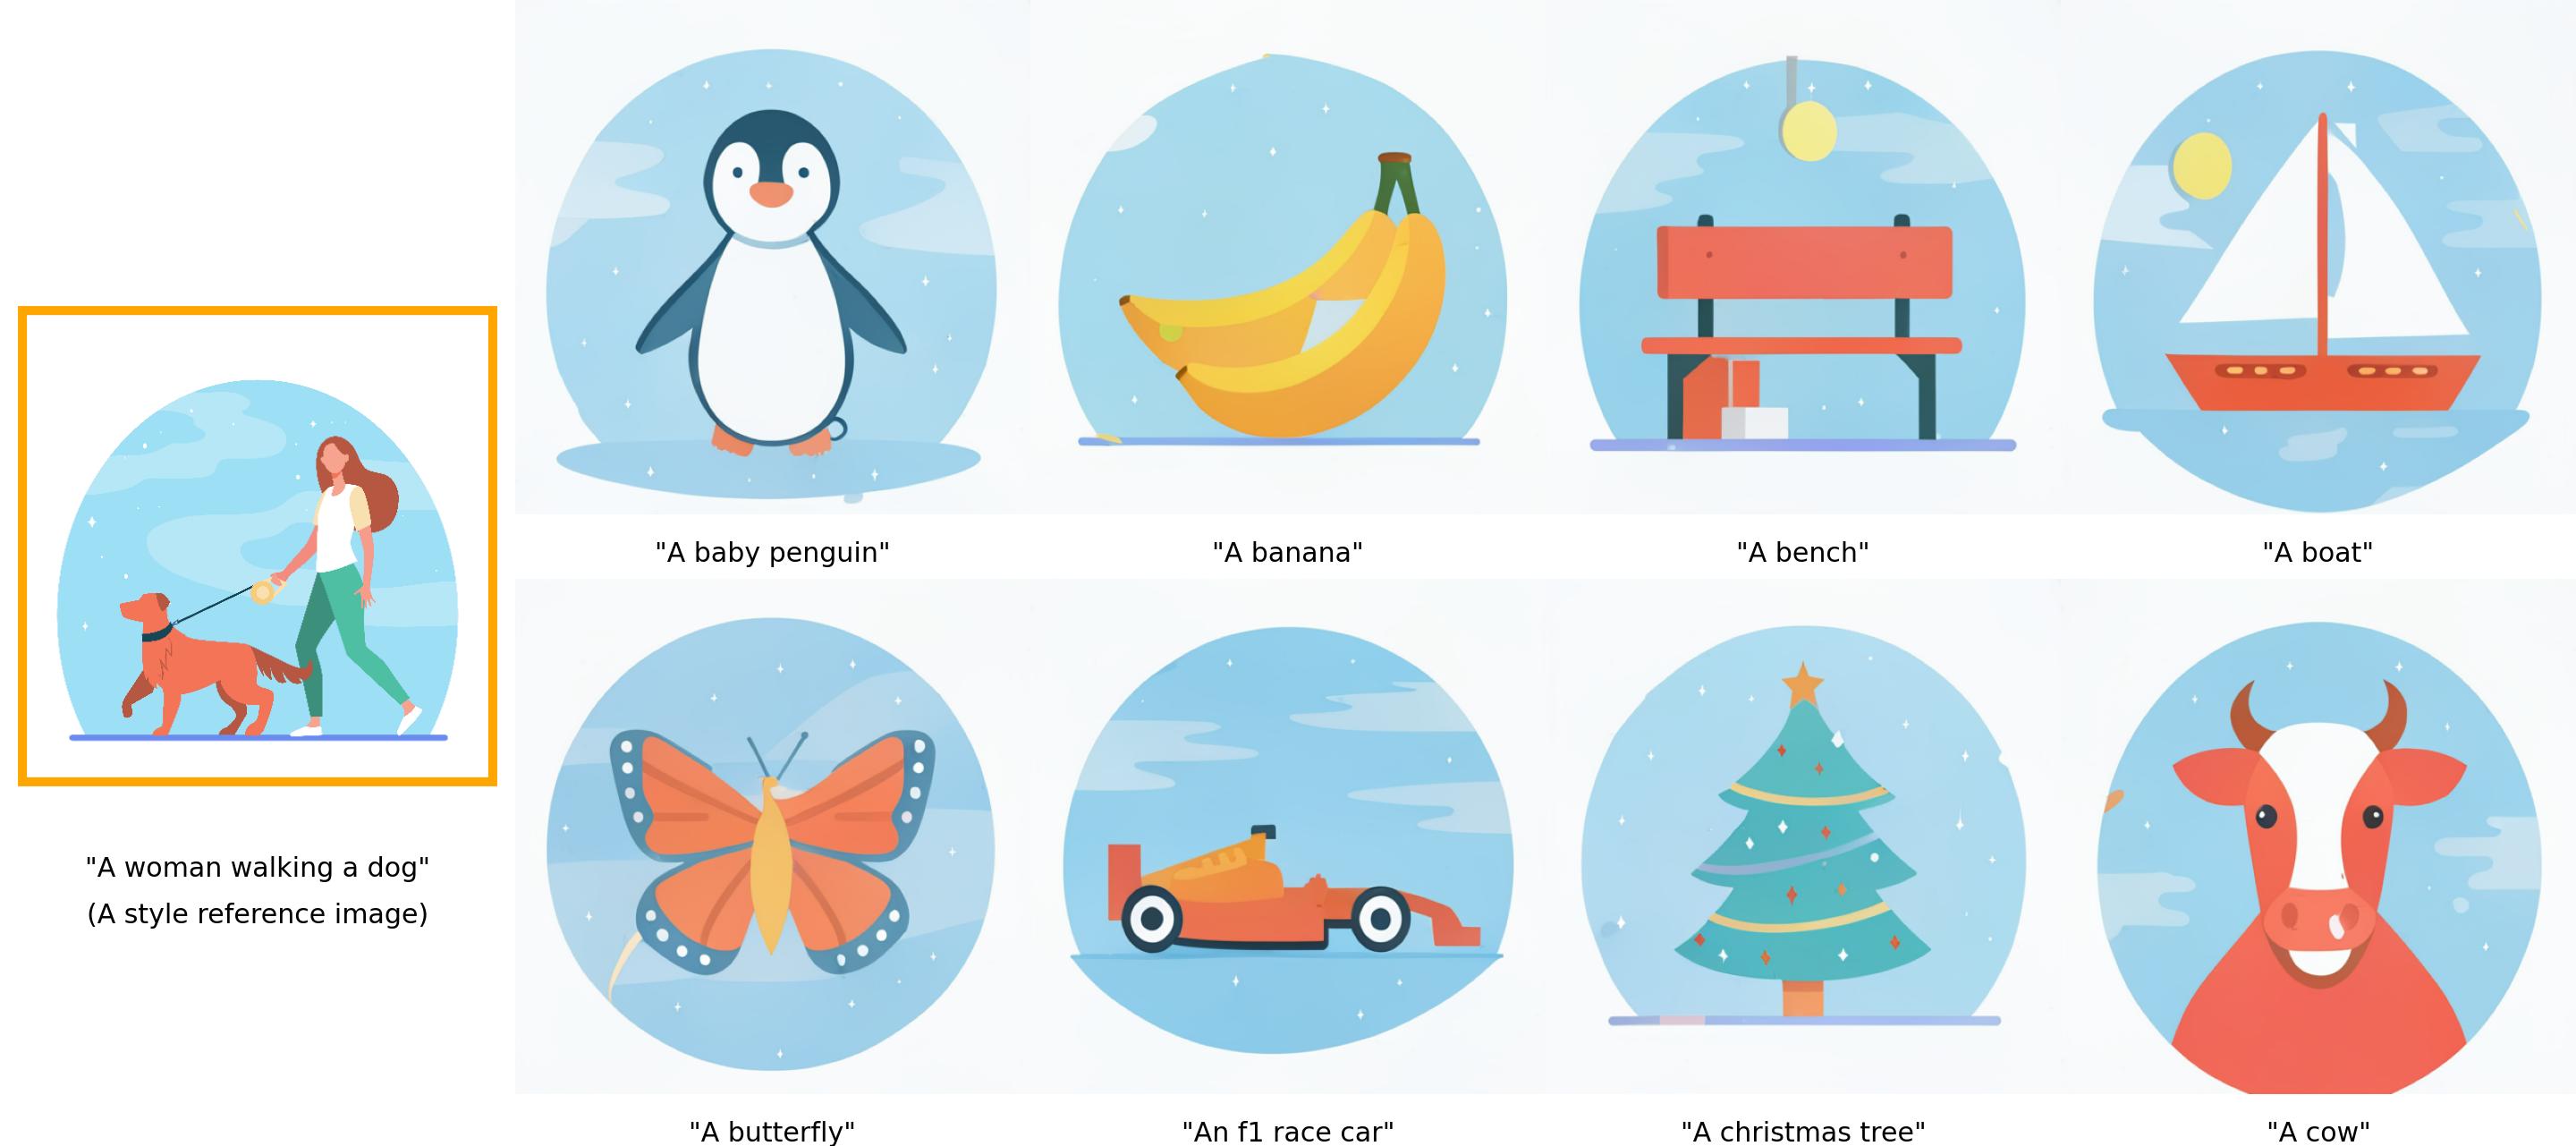 "A woman walking a dog"
(A style reference image)
"A baby penguin"
"A banana"
"A bench"
"A boat"
"A butterfly"
"An f1 race car"
"A christmas tree"
"A cow"